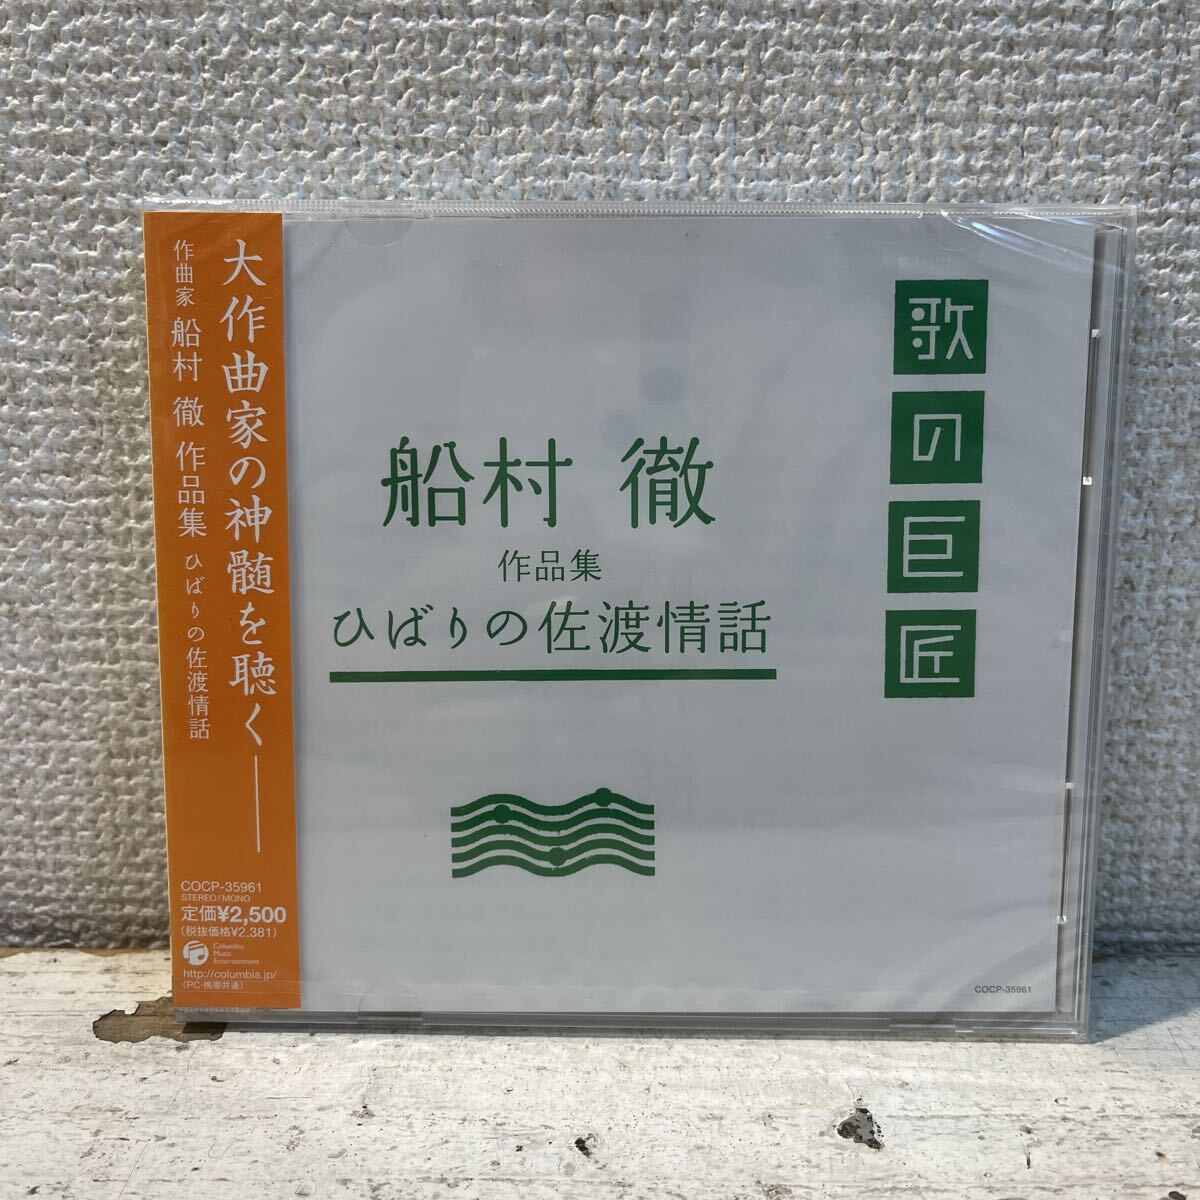 大作曲家の神髄を聴く――
作曲家 船村 徹 作品集 ひばりの佐渡情話
COCP-35961
STEREO/MONO
定価¥2,500
(税抜価格¥2,381)
Columbia
Music
Entertainment
http://columbia.jp/
(PC・携帯共通)
歌の巨匠
船村 徹
作品集
ひばりの佐渡情話
COCP-35961